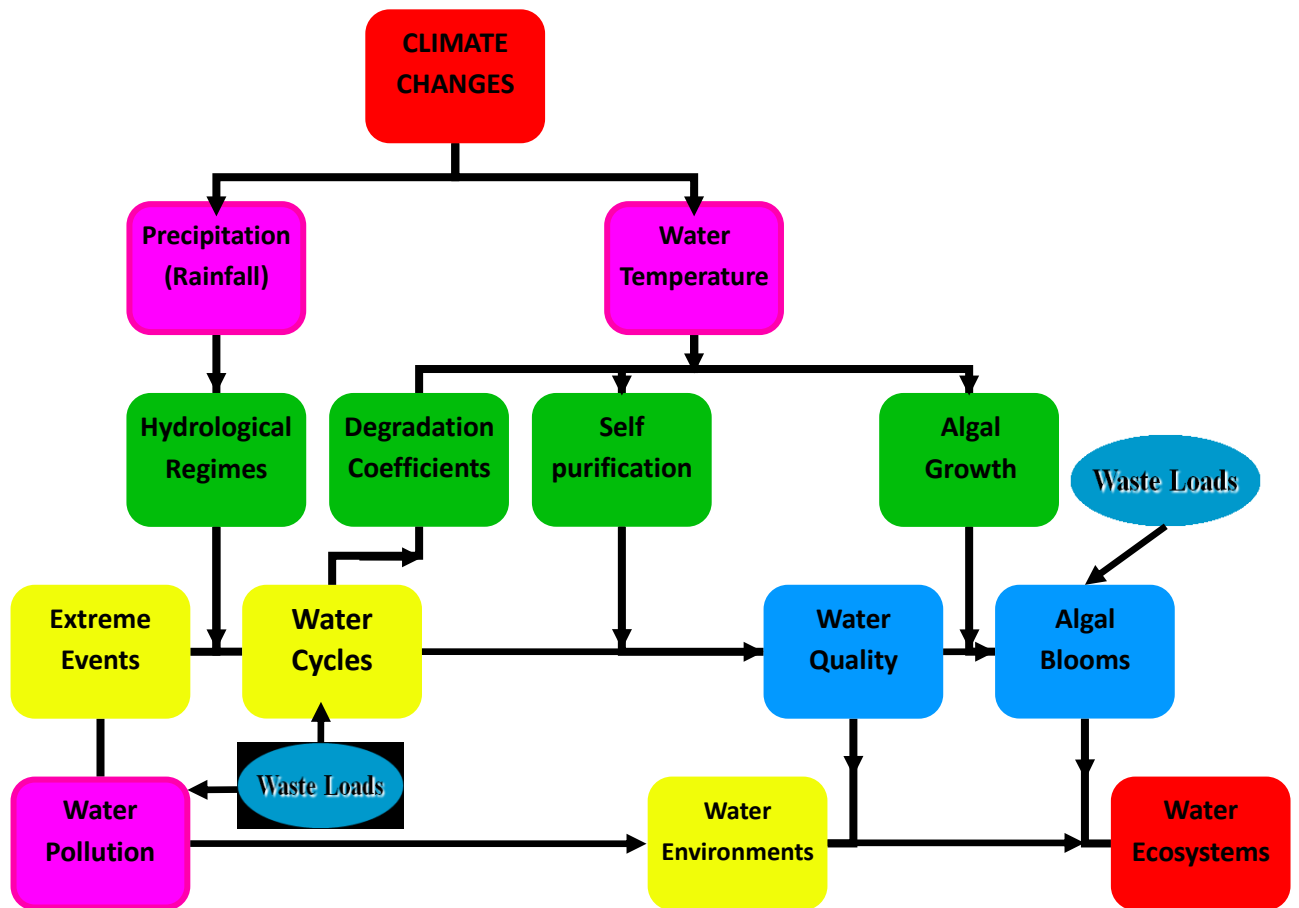 CLIMATE
CHANGES
Precipitation
(Rainfall)
Water
Temperature
Hydrological
Regimes
Degradation
Coefficients
Self
purification
Algal
Growth
Waste Loads
Extreme
Events
Water
Cycles
Water
Quality
Algal
Blooms
Waste Loads
Water
Pollution
Water
Environments
Water
Ecosystems